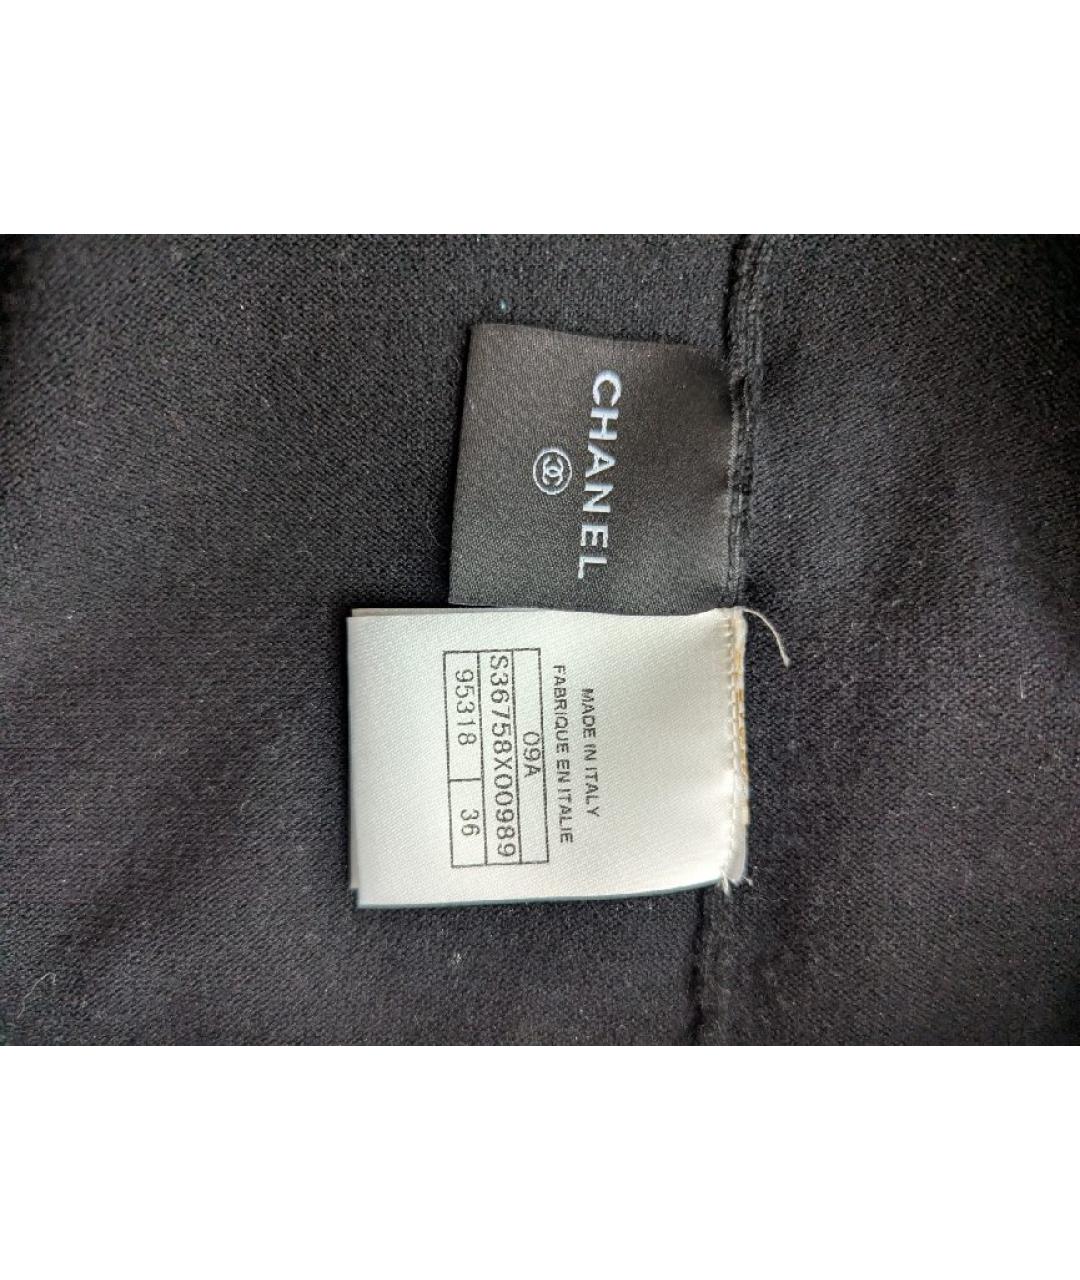 CHANEL
MADE IN ITALY
FABRIQUE EN ITALIE
09A
S36758X00989
95318 36